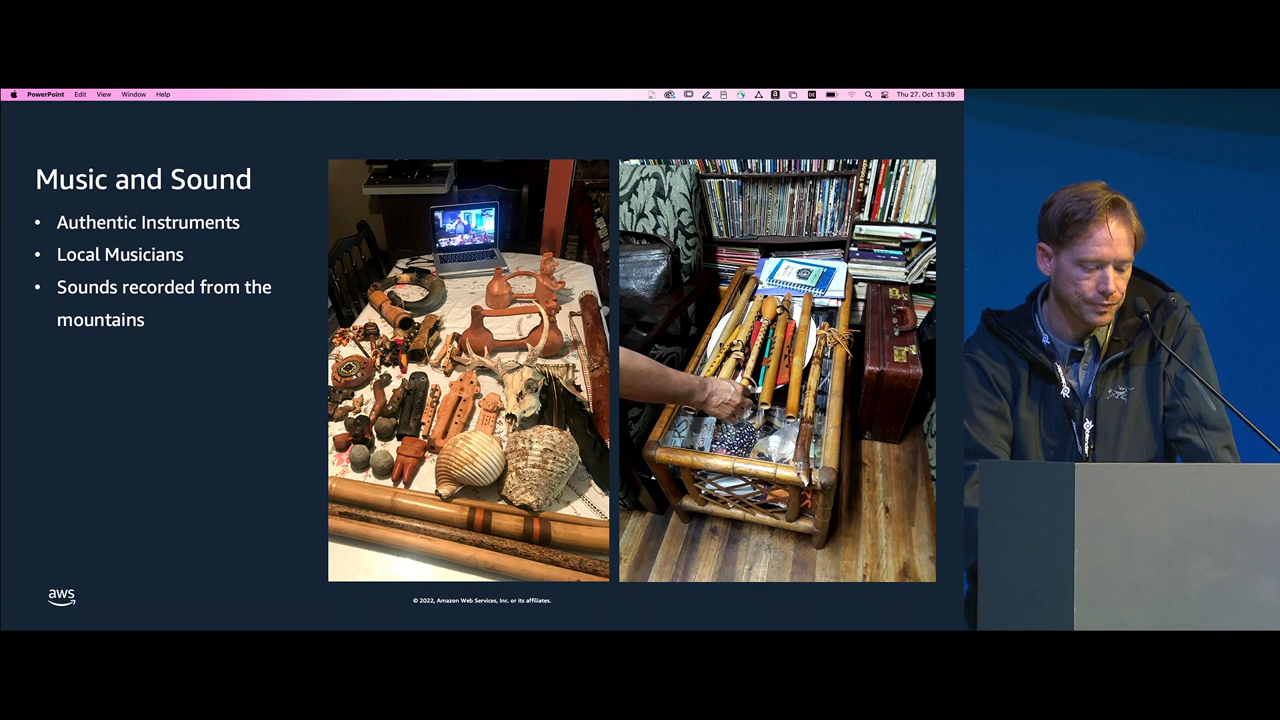 PowerPoint Edit View Window Help
Thu 27. Oct 13:39
Music and Sound
• Authentic Instruments
• Local Musicians
• Sounds recorded from the
mountains
aws
© 2022, Amazon Web Services, Inc. or its affiliates.